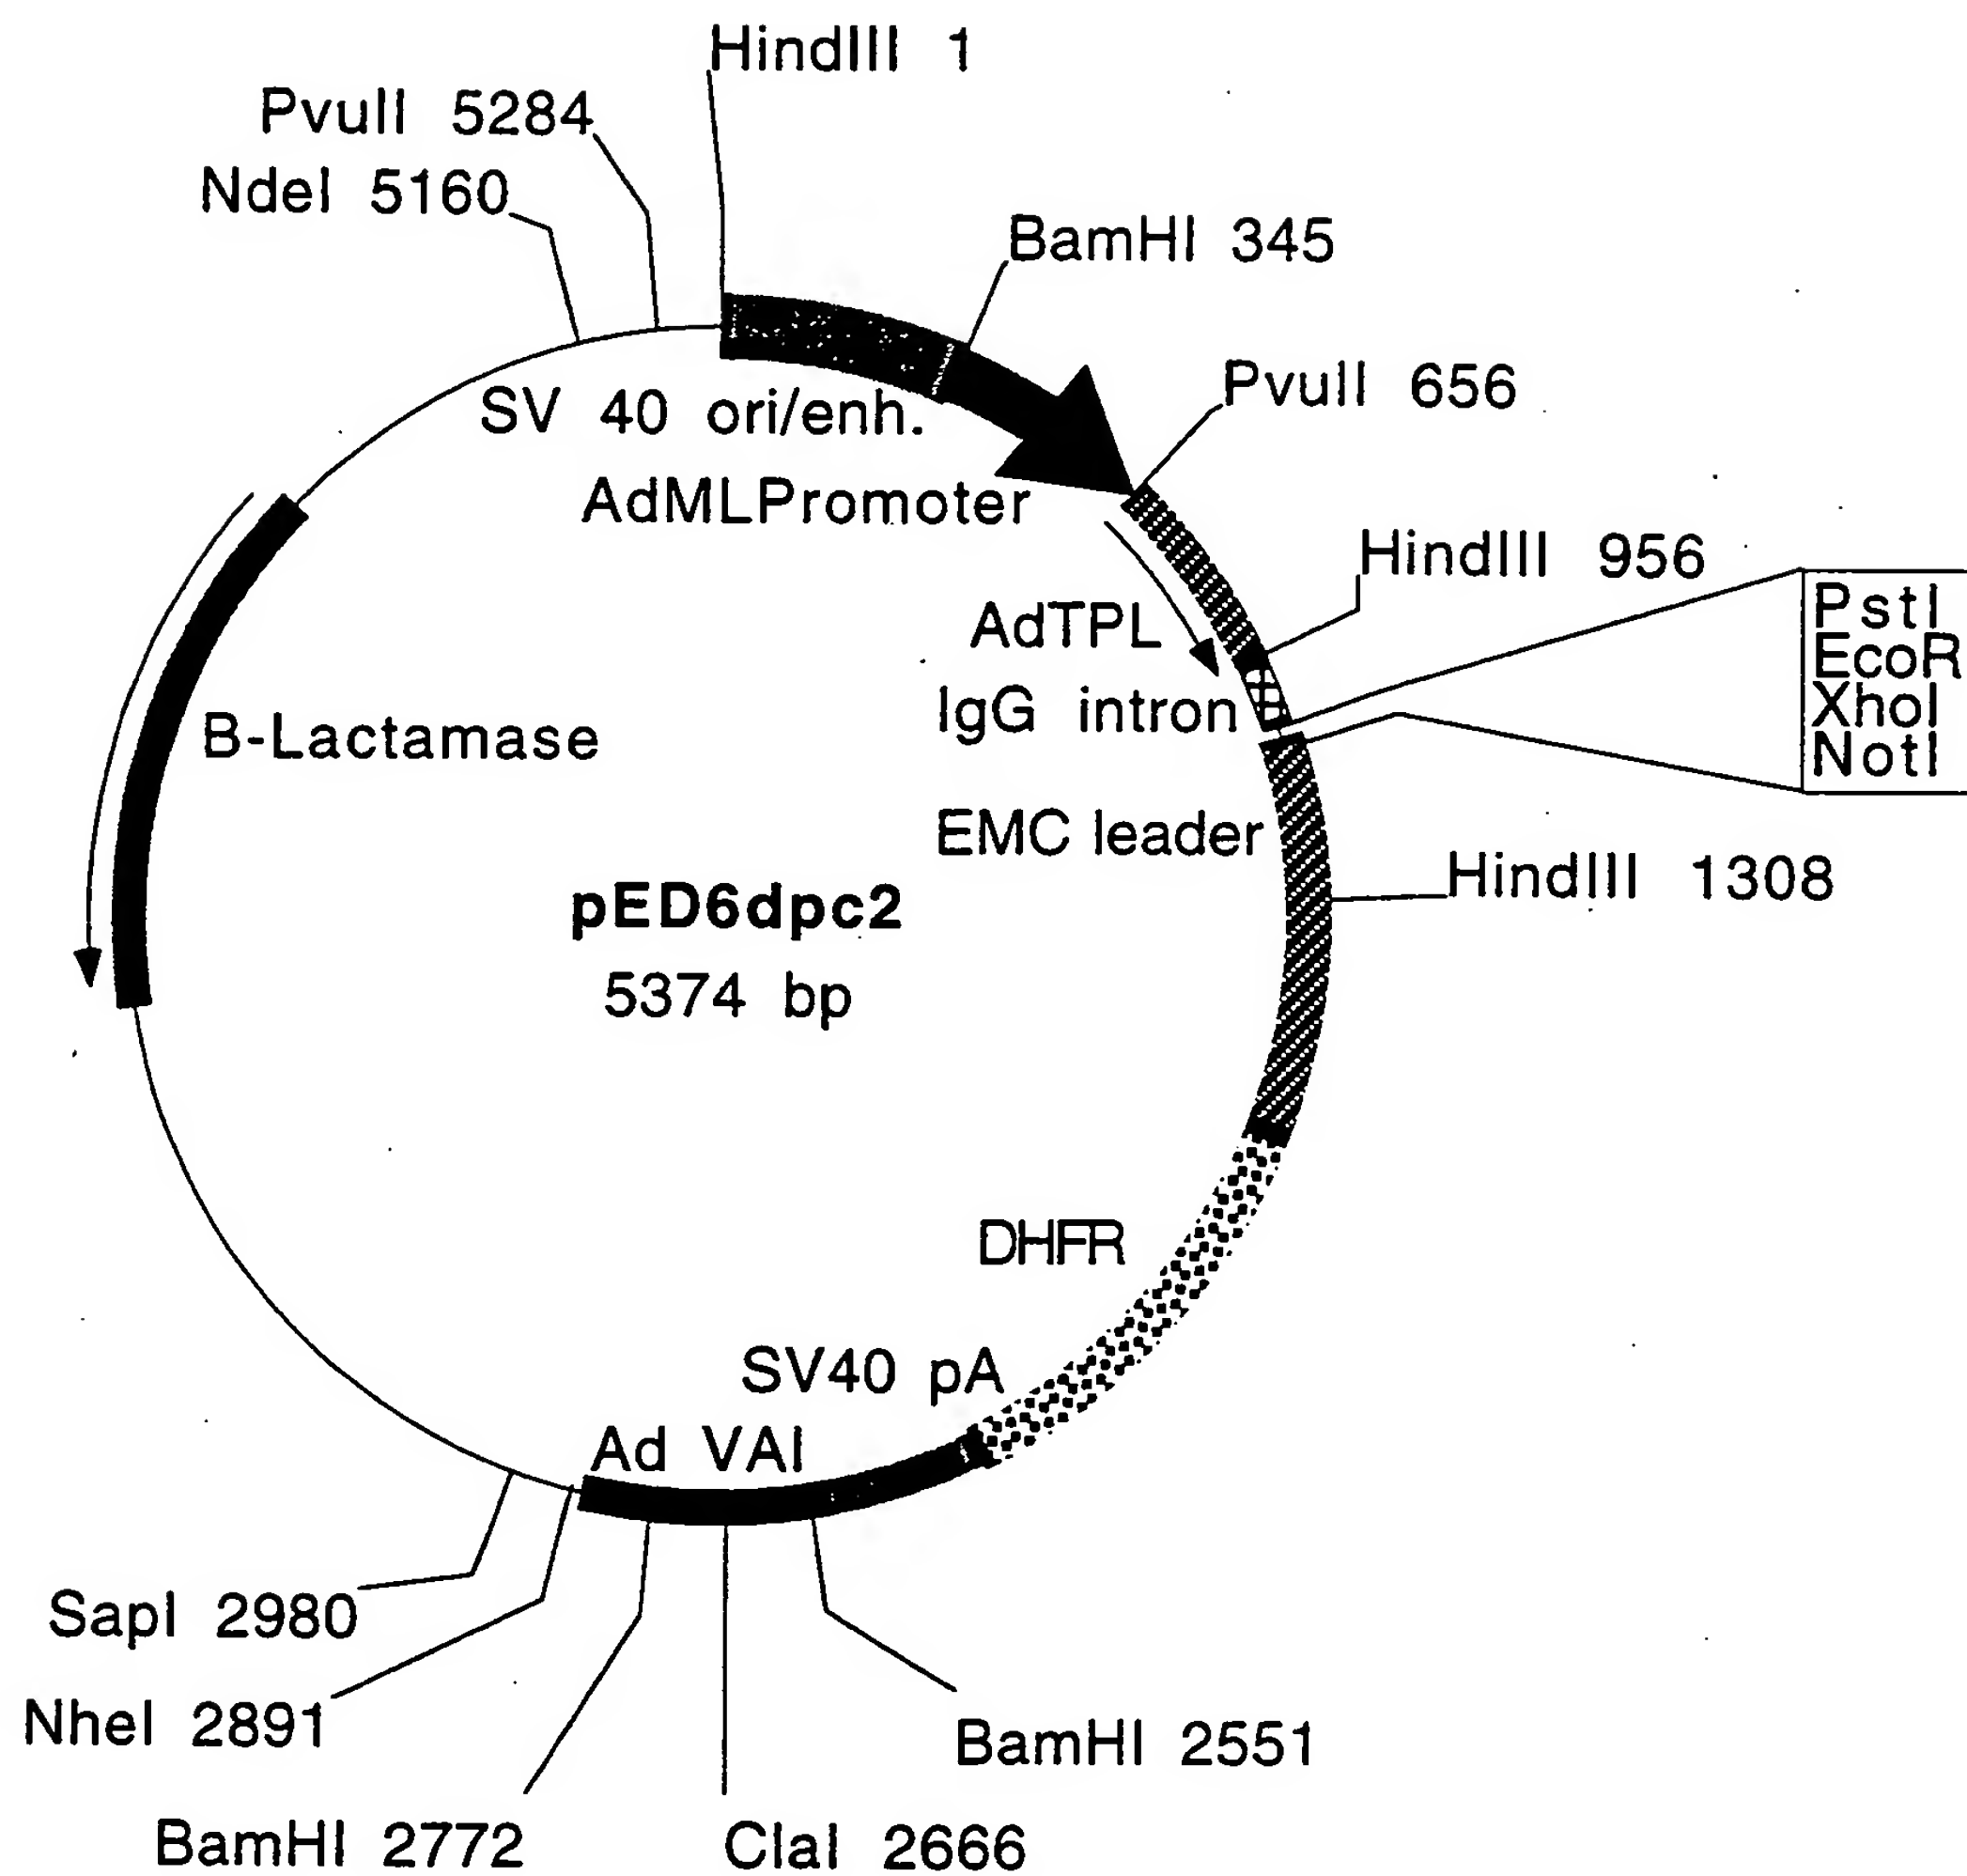 HindIII 1
PvuII 5284
NdeI 5160
BamHI 345
PvuII 656
SV 40 ori/enh.
AdMLPromoter
HindIII 956
PstI
EcoR
XhoI
NotI
AdTPL
IgG intron
B-Lactamase
EMC leader
HindIII 1308
pED6dpc2
5374 bp
DHFR
SV40 pA
Ad VAI
SapI 2980
NheI 2891
BamHI 2551
BamHI 2772
ClaI 2666